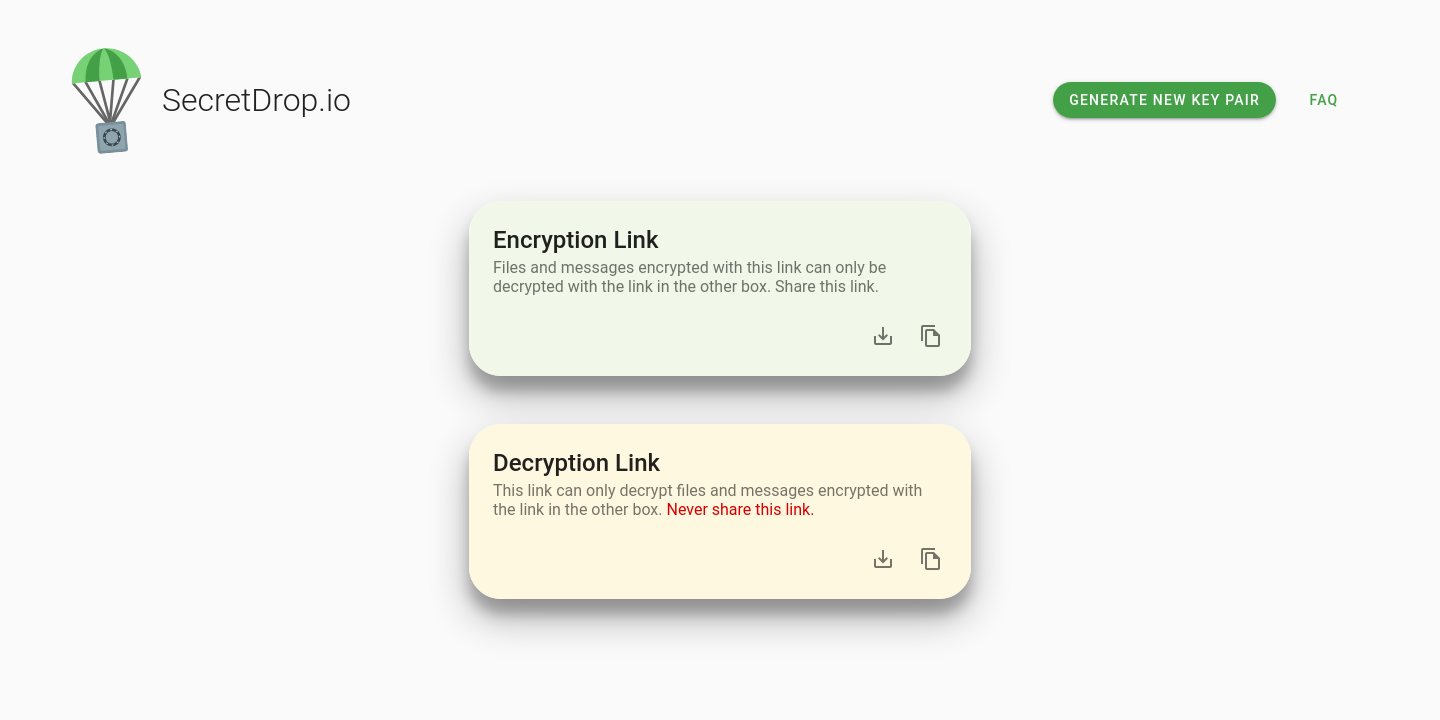 SecretDrop.io
GENERATE NEW KEY PAIR
FAQ
Encryption Link
Files and messages encrypted with this link can only be
decrypted with the link in the other box. Share this link.
Decryption Link
This link can only decrypt files and messages encrypted with
the link in the other box. Never share this link.